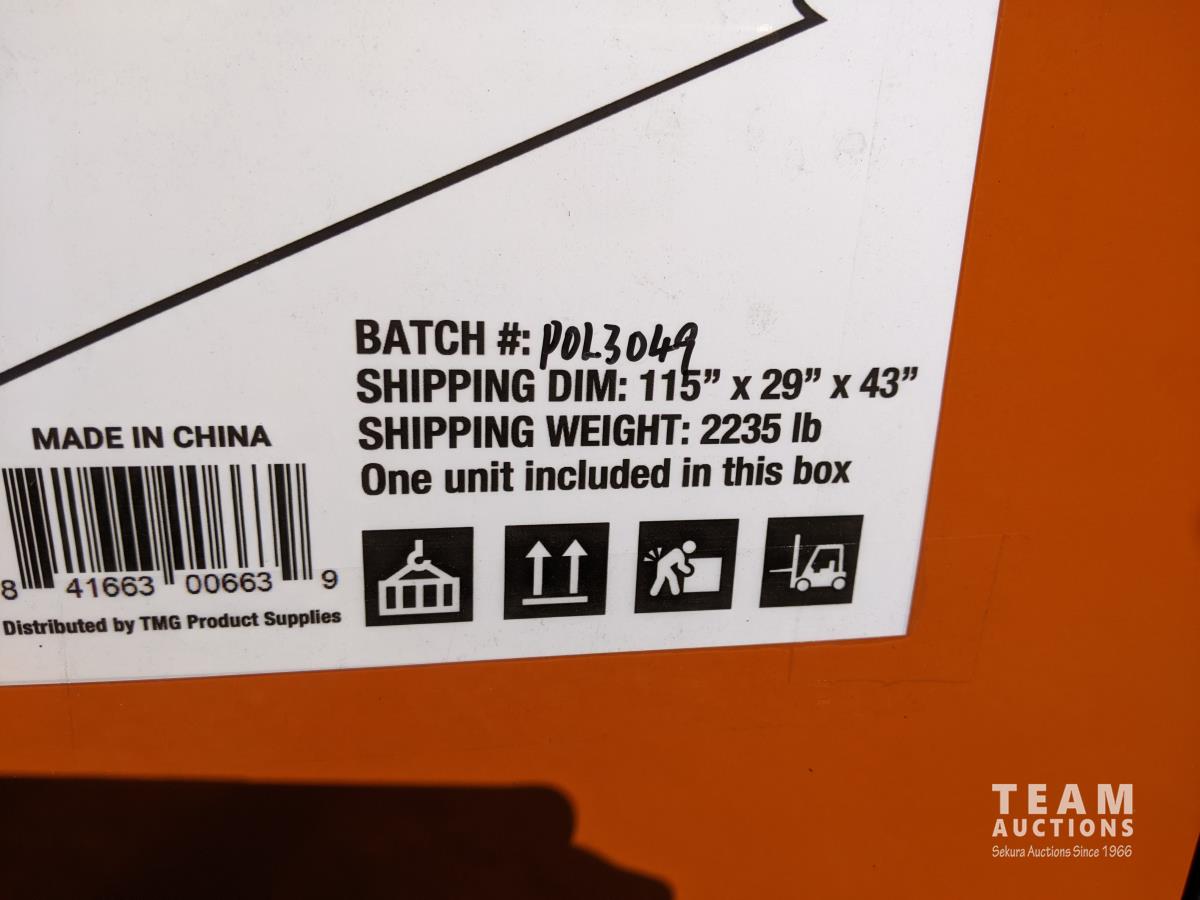 BATCH #: POL3049
SHIPPING DIM: 115” x 29” x 43”
SHIPPING WEIGHT: 2235 lb
One unit included in this box
MADE IN CHINA
8 41663 00663 9
Distributed by TMG Product Supplies
TEAM
AUCTIONS
Sekura Auctions Since 1966